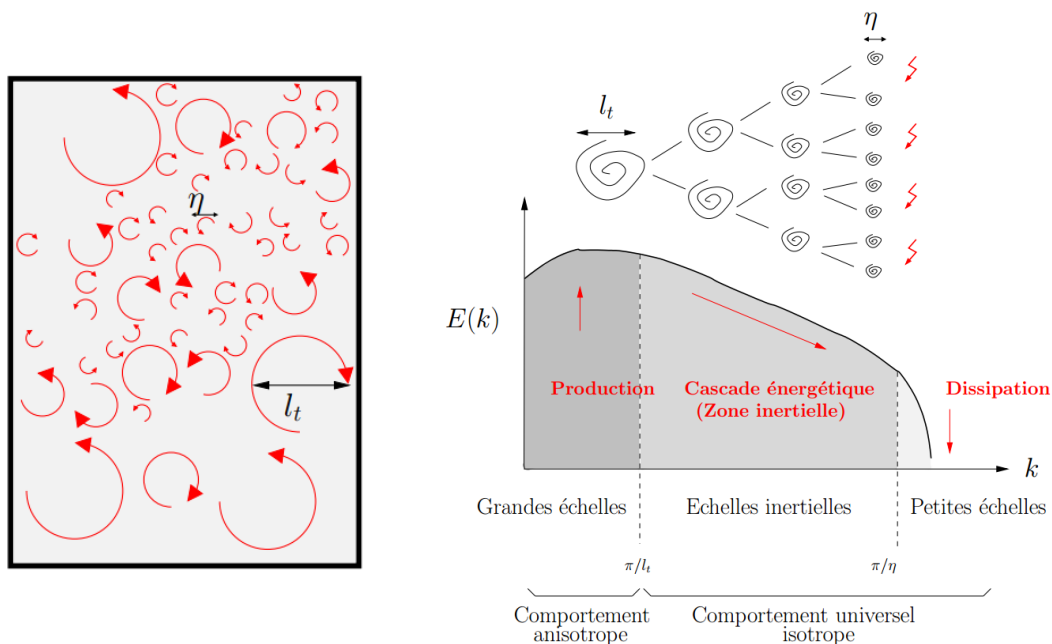 η
l_t
η
l_t
E(k)
Production
Cascade énergétique
(Zone inertielle)
Dissipation
k
Grandes échelles
Echelles inertielles
Petites échelles
π/l_t
π/η
Comportement
anisotrope
Comportement universel
isotrope